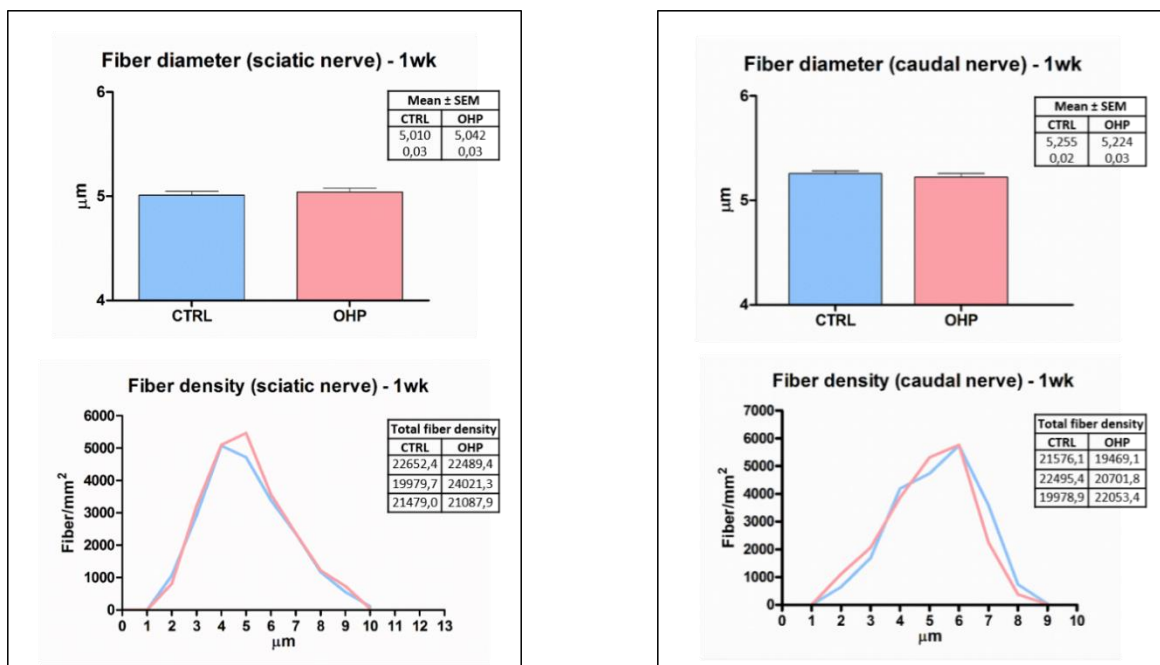 Fiber diameter (sciatic nerve) - 1wk
6
5
4
μm
Mean ± SEM
CTRL OHP
5,010 5,042
0,03 0,03
CTRL OHP
Fiber density (sciatic nerve) - 1wk
6000
5000
4000
3000
2000
1000
0
Fiber/mm²
Total fiber density
CTRL OHP
22652,4 22489,4
19979,7 24021,3
21479,0 21087,9
0 1 2 3 4 5 6 7 8 9 10 11 12 13
μm
Fiber diameter (caudal nerve) - 1wk
6
5
4
μm
Mean ± SEM
CTRL OHP
5,255 5,224
0,02 0,03
CTRL OHP
Fiber density (caudal nerve) - 1wk
7000
6000
5000
4000
3000
2000
1000
0
Fiber/mm²
Total fiber density
CTRL OHP
21576,1 19469,1
22495,4 20701,8
19978,9 22053,4
0 1 2 3 4 5 6 7 8 9 10
μm